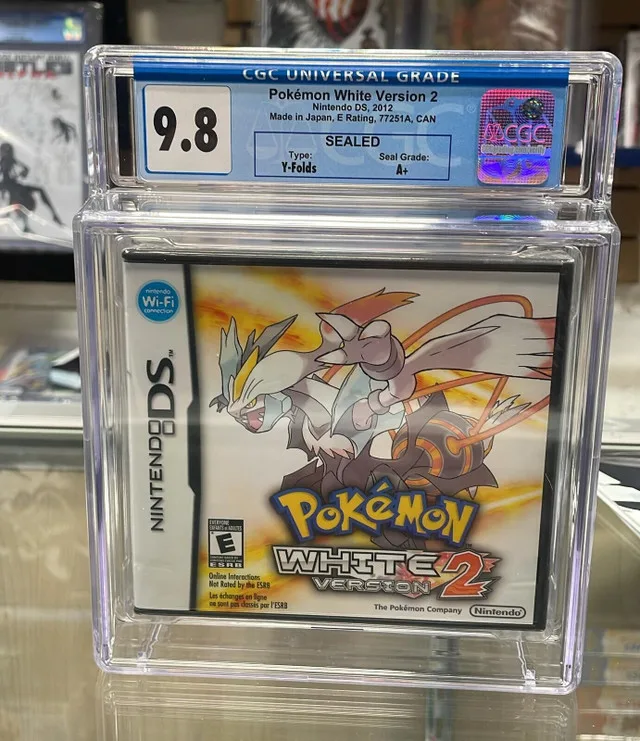 CGC UNIVERSAL GRADE
9.8
Pokémon White Version 2
Nintendo DS, 2012
Made in Japan, E Rating, 77251A, CAN
SEALED
Type:
Y-Folds
Seal Grade:
A+
CGC
Nintendo
Wi-Fi
CONNECTION
NINTENDO DS™
POKéMON
WHITE 2
VERSION
EVERYONE
E
ESRB
Online Interactions
Not Rated by the ESRB
Les échanges en ligne
ne sont pas classés par l'ESRB
The Pokémon Company
Nintendo